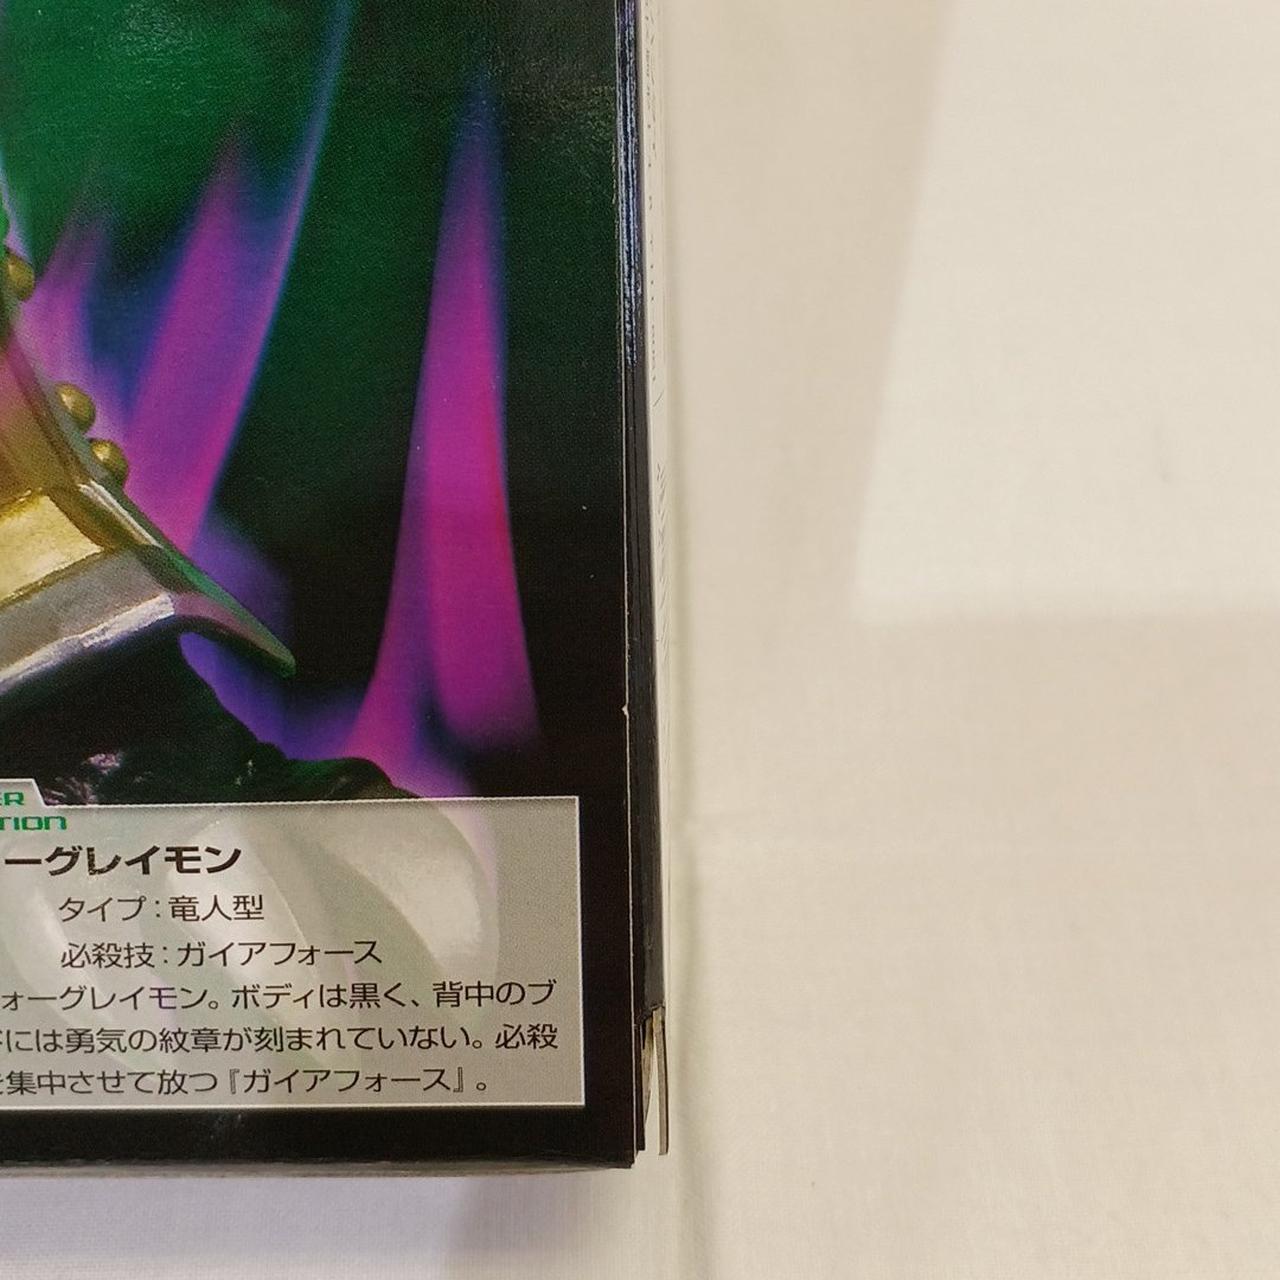 ER
TION
ーグレイモン
タイプ：竜人型
必殺技：ガイアフォース
ォーグレイモン。ボディは黒く、背中のブ
には勇気の紋章が刻まれていない。必殺
集中させて放つ『ガイアフォース』。